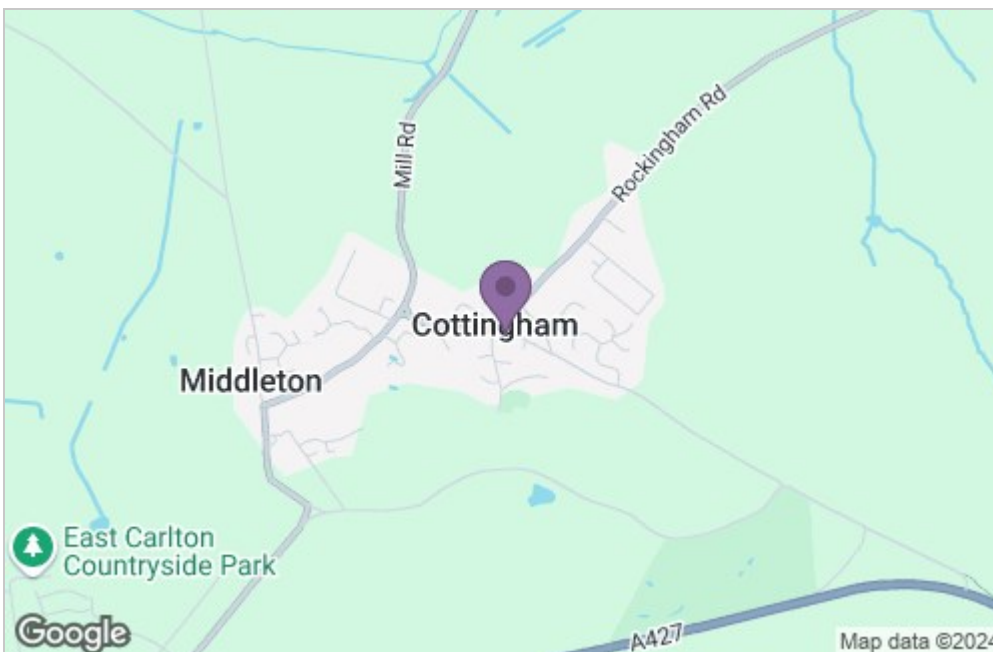 Mill Rd
Rockingham Rd
Cottingham
Middleton
East Carlton
Countryside Park
A427
Google
Map data ©2024